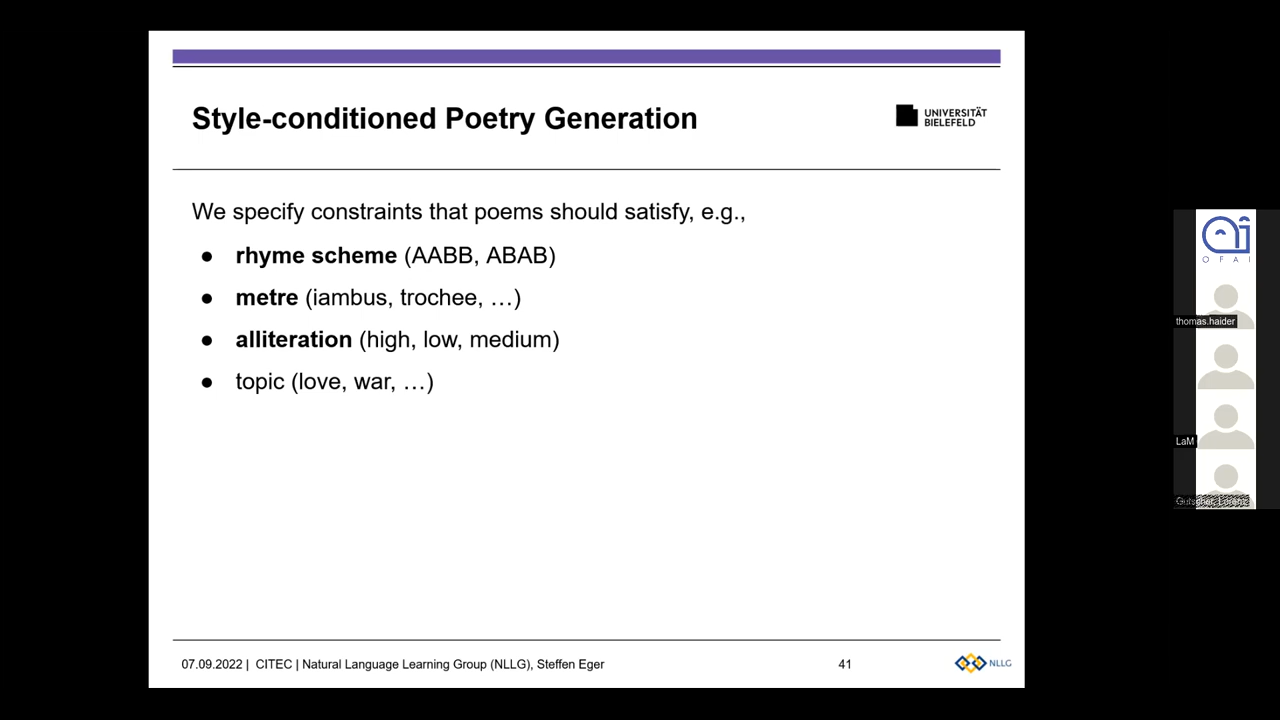 Style-conditioned Poetry Generation
UNIVERSITÄT
BIELEFELD
We specify constraints that poems should satisfy, e.g.,
● rhyme scheme (AABB, ABAB)
● metre (iambus, trochee, …)
● alliteration (high, low, medium)
● topic (love, war, …)
07.09.2022 | CITEC | Natural Language Learning Group (NLLG), Steffen Eger
41
NLLG
OFAI
thomas.haider
LaM